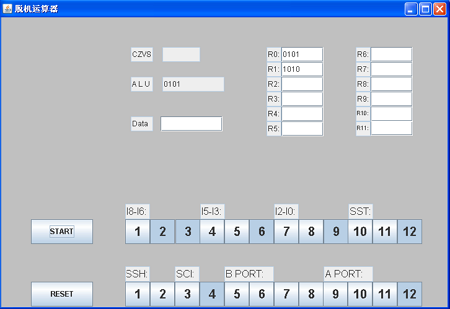 脱机运算器
CZVS R0: 0101 R6:
R1: 1010 R7:
A L U 0101 R2: R8:
R3: R9:
Data R4: R10:
R5: R11:
I8-I6: I5-I3: I2-I0: SST:
START 1 2 3 4 5 6 7 8 9 10 11 12
SSH: SCI: B PORT: A PORT:
RESET 1 2 3 4 5 6 7 8 9 10 11 12